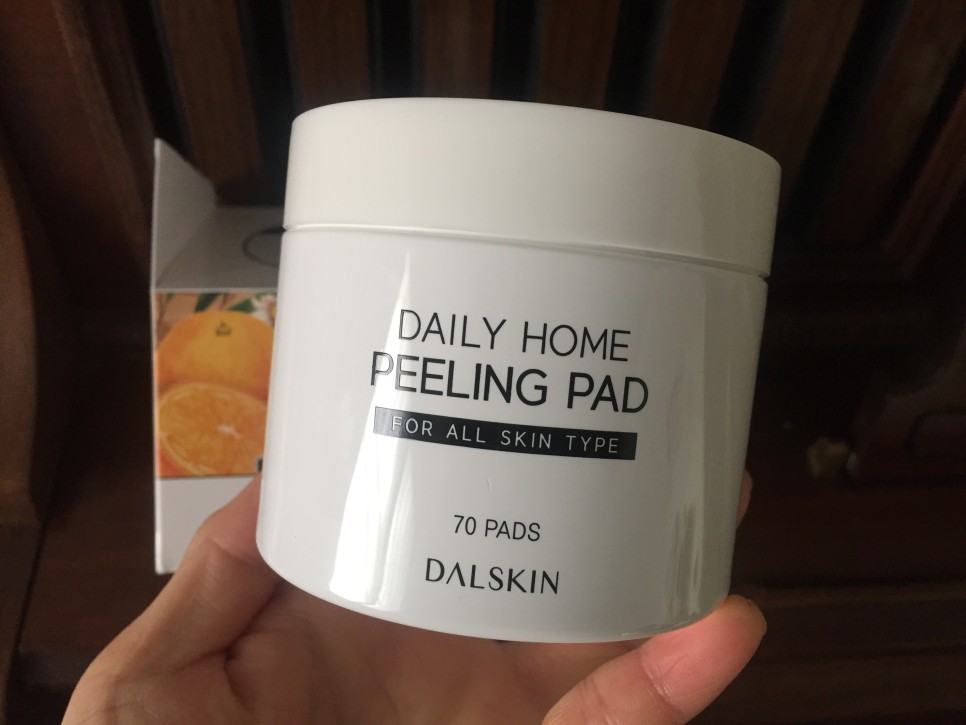 DAILY HOME
PEELING PAD
FOR ALL SKIN TYPE
70 PADS
DALSKIN